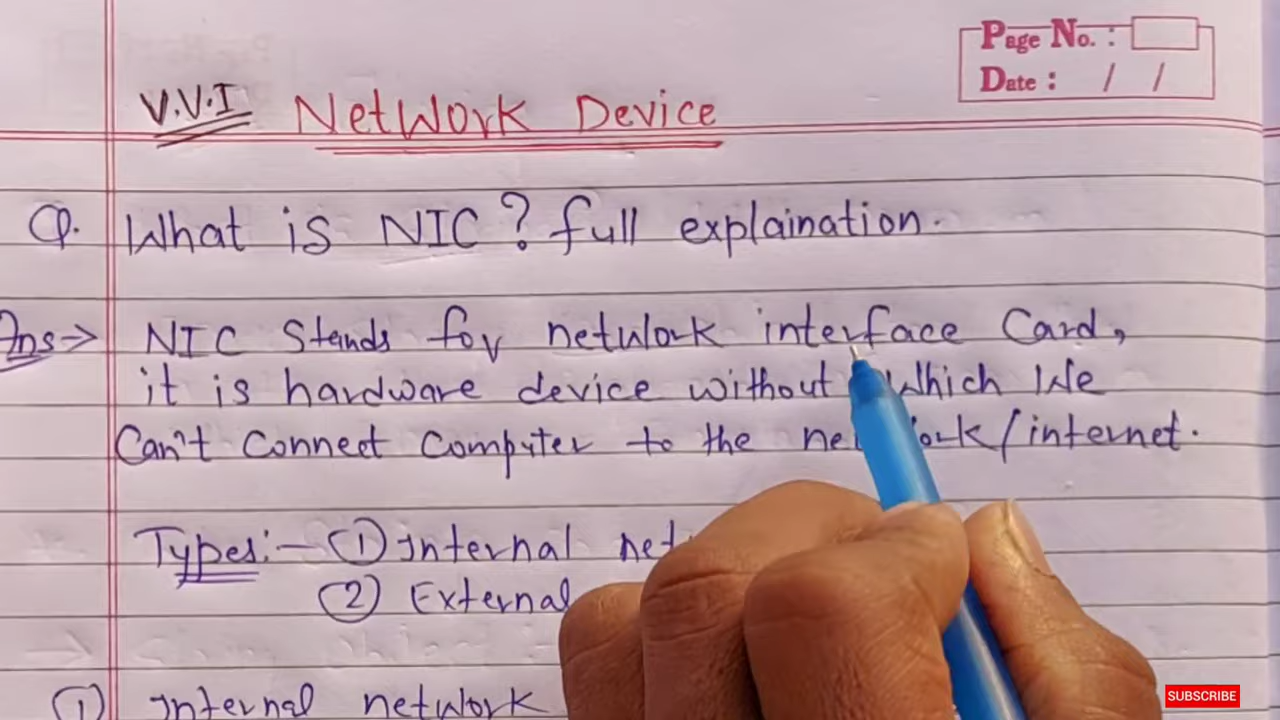 Page No. :
Date : / /
V.V.I Network Device
Q. What is NIC? full explaination.
Ans-> NIC Stands for network interface Card,
it is hardware device without which We
Can't Connect Computer to the /internet.
Types:- (1) Internal
(2) External
(1) Internal network
SUBSCRIBE